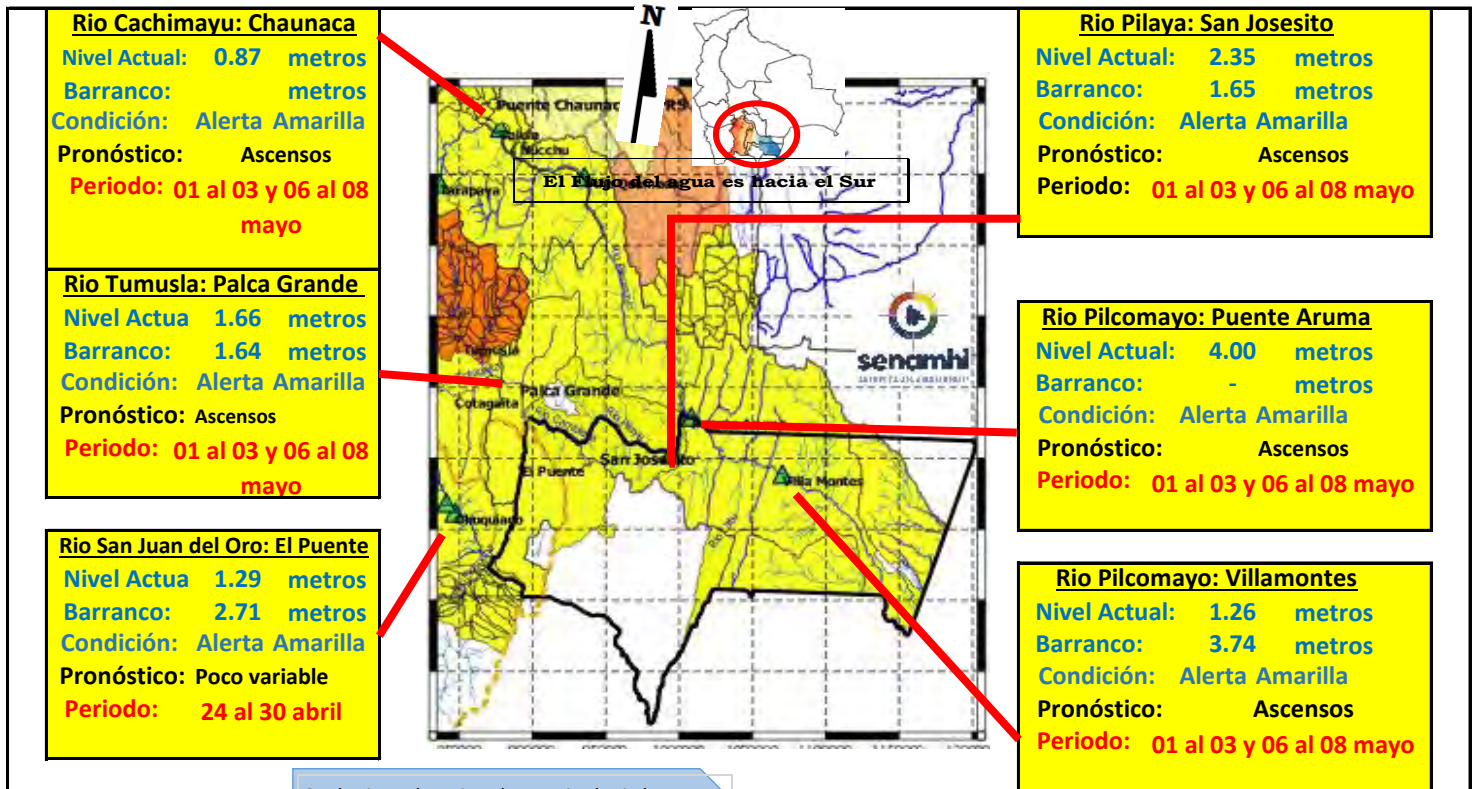 Rio Cachimayu: Chaunaca
Nivel Actual: 0.87 metros
Barranco: metros
Condición: Alerta Amarilla
Pronóstico: Ascensos
Periodo: 01 al 03 y 06 al 08
mayo
Rio Tumusla: Palca Grande
Nivel Actua 1.66 metros
Barranco: 1.64 metros
Condición: Alerta Amarilla
Pronóstico: Ascensos
Periodo: 01 al 03 y 06 al 08
mayo
Rio San Juan del Oro: El Puente
Nivel Actua 1.29 metros
Barranco: 2.71 metros
Condición: Alerta Amarilla
Pronóstico: Poco variable
Periodo: 24 al 30 abril
N
Puente Chaunac
El Flujo del agua es hacia el Sur
Tarapaya
senamhi
Tumusla
Palca Grande
Cotagaita
San Josesito
El Puente
Villa Montes
Rio Pilaya: San Josesito
Nivel Actual: 2.35 metros
Barranco: 1.65 metros
Condición: Alerta Amarilla
Pronóstico: Ascensos
Periodo: 01 al 03 y 06 al 08 mayo
Rio Pilcomayo: Puente Aruma
Nivel Actual: 4.00 metros
Barranco: - metros
Condición: Alerta Amarilla
Pronóstico: Ascensos
Periodo: 01 al 03 y 06 al 08 mayo
Rio Pilcomayo: Villamontes
Nivel Actual: 1.26 metros
Barranco: 3.74 metros
Condición: Alerta Amarilla
Pronóstico: Ascensos
Periodo: 01 al 03 y 06 al 08 mayo